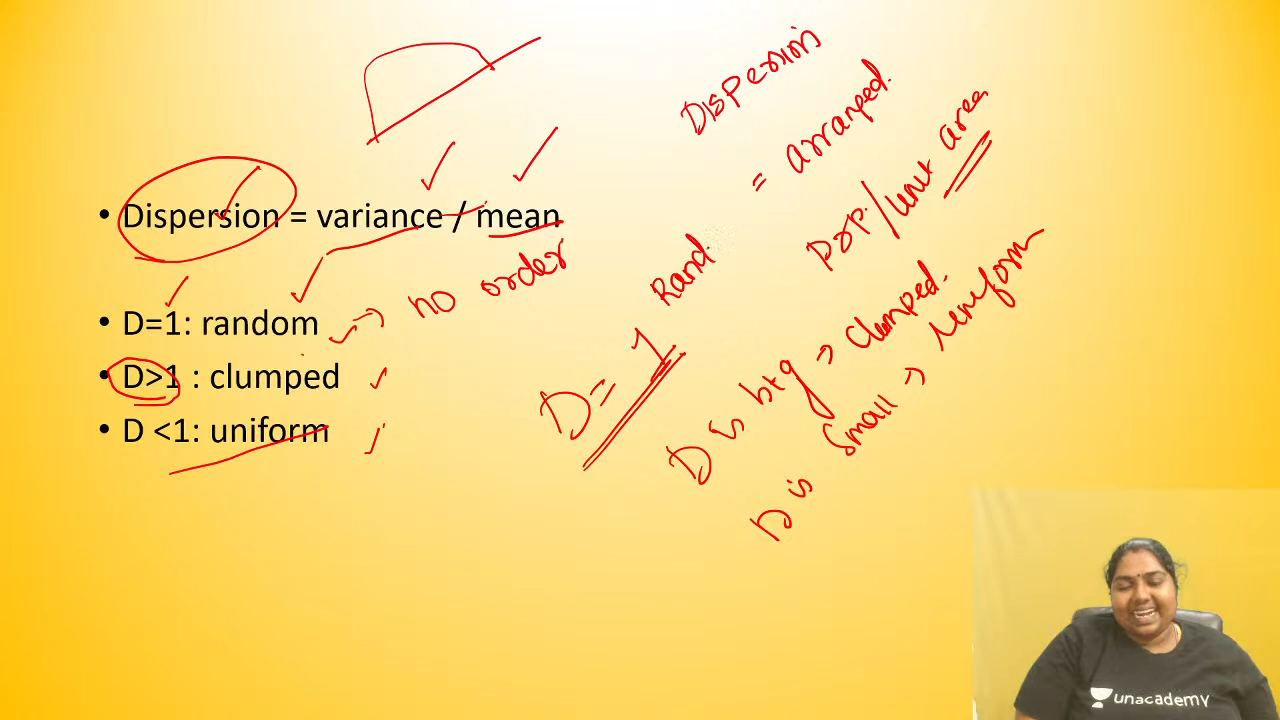 • Dispersion = variance / mean
• D=1: random → no order
• D>1 : clumped
• D <1: uniform
Dispersion
= arranged.
Pop./unit area
Rand.
D= 1
D is big → Clumped.
D is small → uniform
unacademy